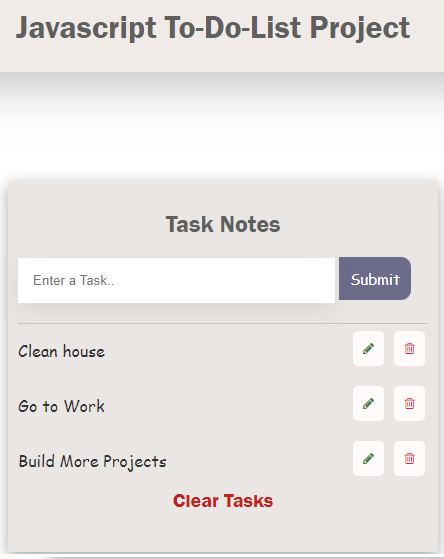 Javascript To-Do-List Project
Task Notes
Enter a Task..
Submit
Clean house
Go to Work
Build More Projects
Clear Tasks